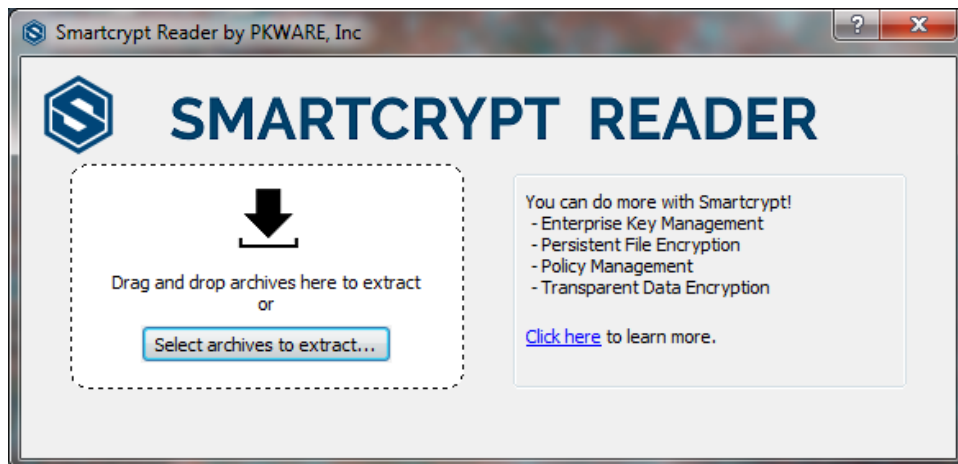 Smartcrypt Reader by PKWARE, Inc
?
SMARTCRYPT READER
Drag and drop archives here to extract
or
Select archives to extract...
You can do more with Smartcrypt!
- Enterprise Key Management
- Persistent File Encryption
- Policy Management
- Transparent Data Encryption
Click here to learn more.